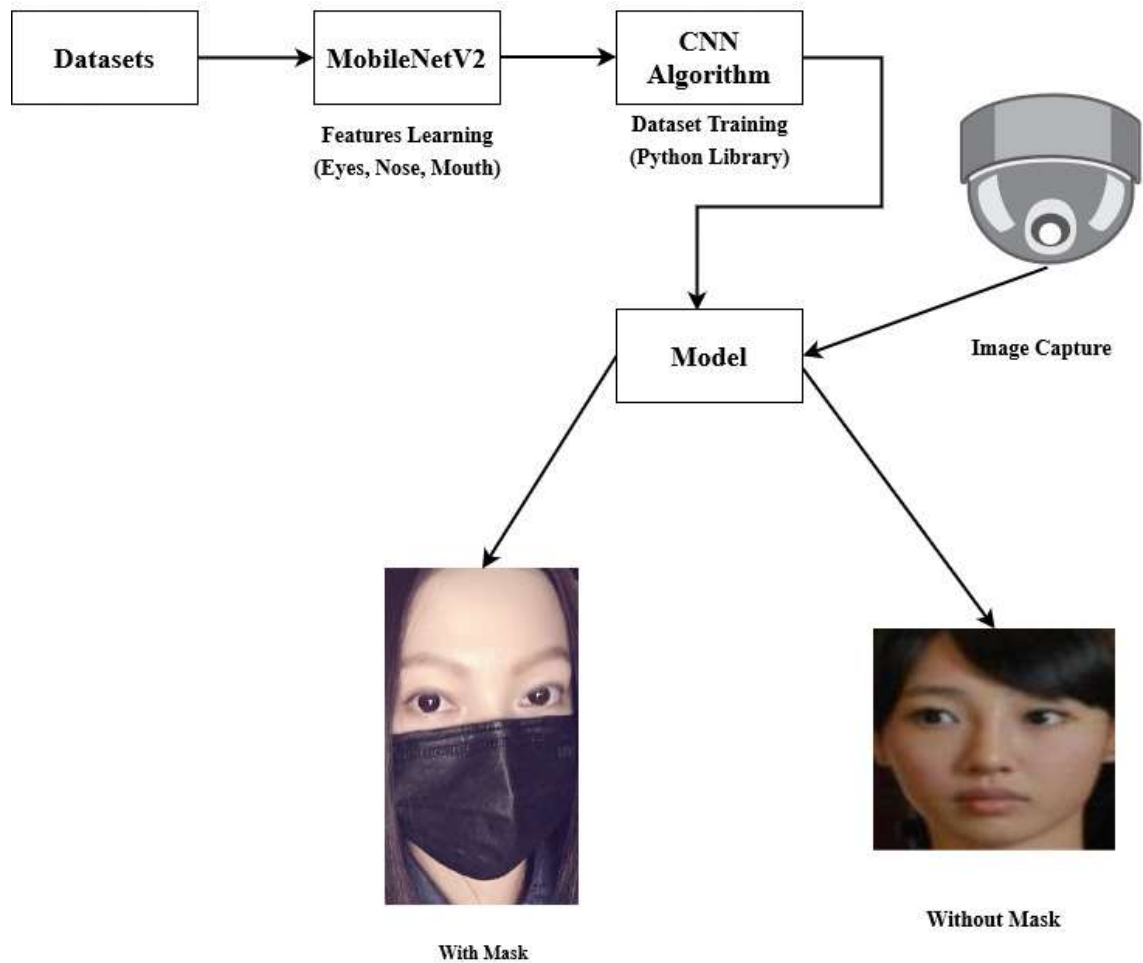 Datasets
MobileNetV2
CNN
Algorithm
Features Learning
(Eyes, Nose, Mouth)
Dataset Training
(Python Library)
Model
Image Capture
With Mask
Without Mask